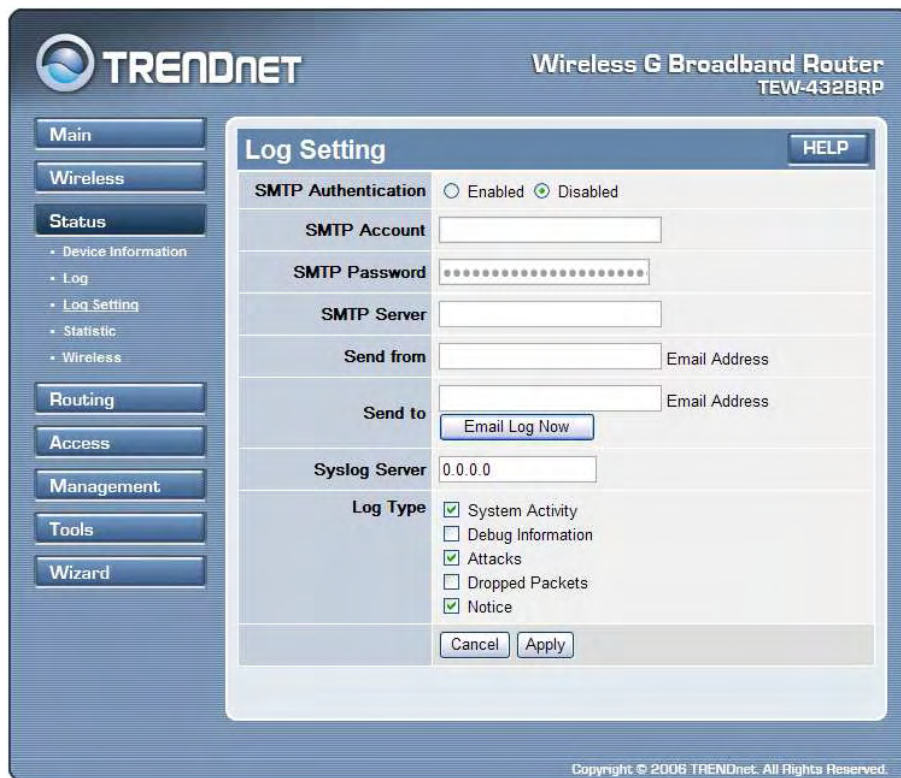 TRENDNET
Wireless G Broadband Router
TEW-432BRP
Main
Wireless
Status
Device Information
Log
Log Setting
Statistic
Wireless
Routing
Access
Management
Tools
Wizard
Log Setting
HELP
SMTP Authentication Enabled Disabled
SMTP Account
SMTP Password
SMTP Server
Send from Email Address
Send to Email Address
Email Log Now
Syslog Server 0.0.0.0
Log Type System Activity
Debug Information
Attacks
Dropped Packets
Notice
Cancel Apply
Copyright © 2006 TRENDnet. All Rights Reserved.